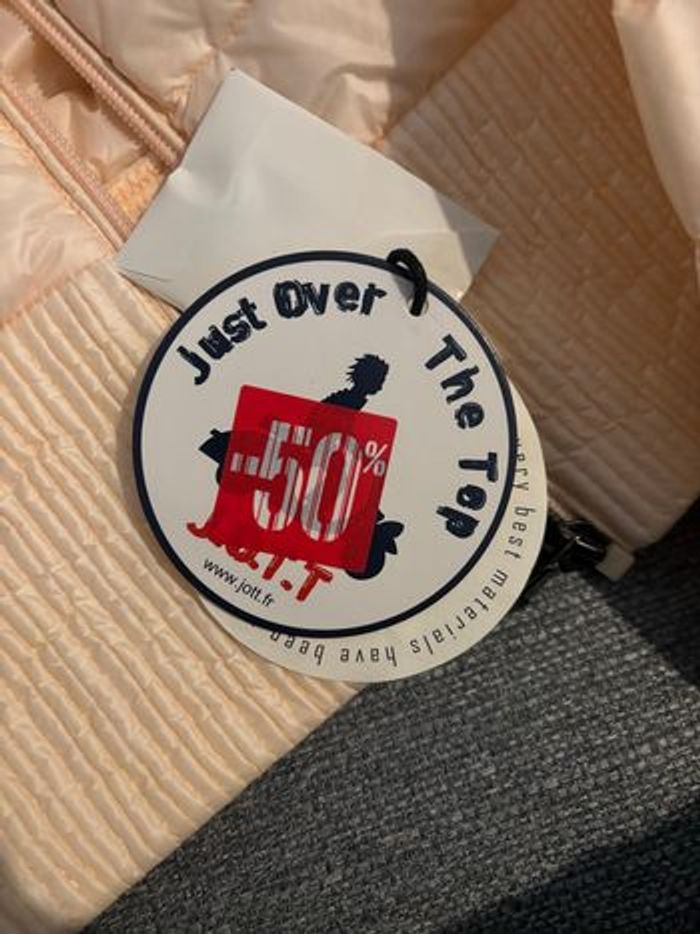 Just Over The Top
-50%
J.O.T.T
www.jott.fr
very best materials have been